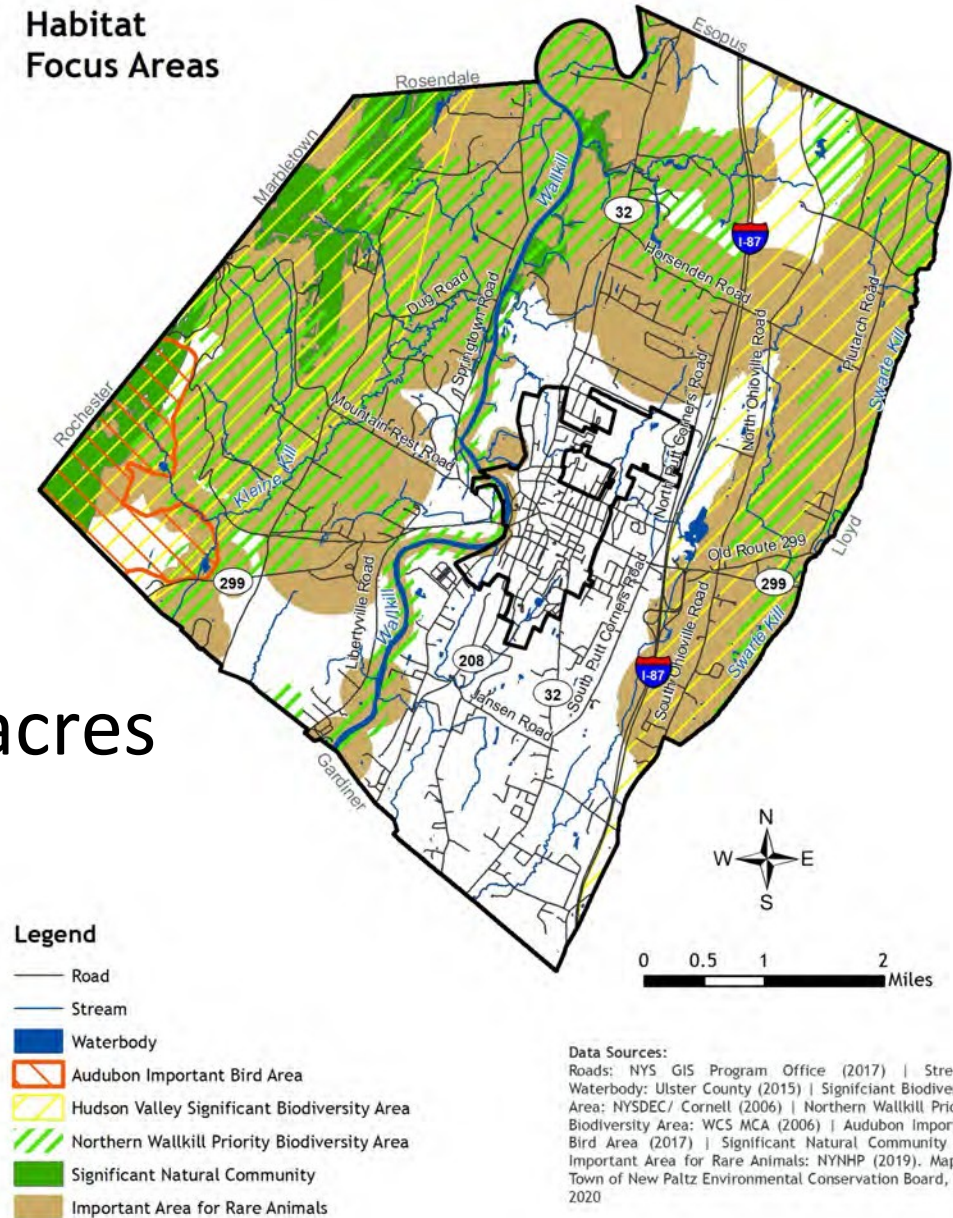 Habitat
Focus Areas
Esopus
Rosendale
Marbletown
Wallkill
32
I-87
Horsenden Road
Dug Road
Springtown Road
Plutarch Road
North Ohioville Road
Swarte Kill
Rochester
Mountain Rest Road
North Putt Corners Road
Kleine Kill
Old Route 299
Lloyd
299
299
Libertyville Road
Wallkill
South Putt Corners Road
Swarte Kill
208
I-87
South Ohioville Road
32
Jansen Road
acres
Gardiner
N
W E
S
0 0.5 1 2
Miles
Legend
Road
Stream
Waterbody
Audubon Important Bird Area
Hudson Valley Significant Biodiversity Area
Northern Wallkill Priority Biodiversity Area
Significant Natural Community
Important Area for Rare Animals
Data Sources:
Roads: NYS GIS Program Office (2017) | Stre
Waterbody: Ulster County (2015) | Signifciant Biodive
Area: NYSDEC/ Cornell (2006) | Northern Wallkill Pri
Biodiversity Area: WCS MCA (2006) | Audubon Impor
Bird Area (2017) | Significant Natural Community
Important Area for Rare Animals: NYNHP (2019). Map
Town of New Paltz Environmental Conservation Board,
2020